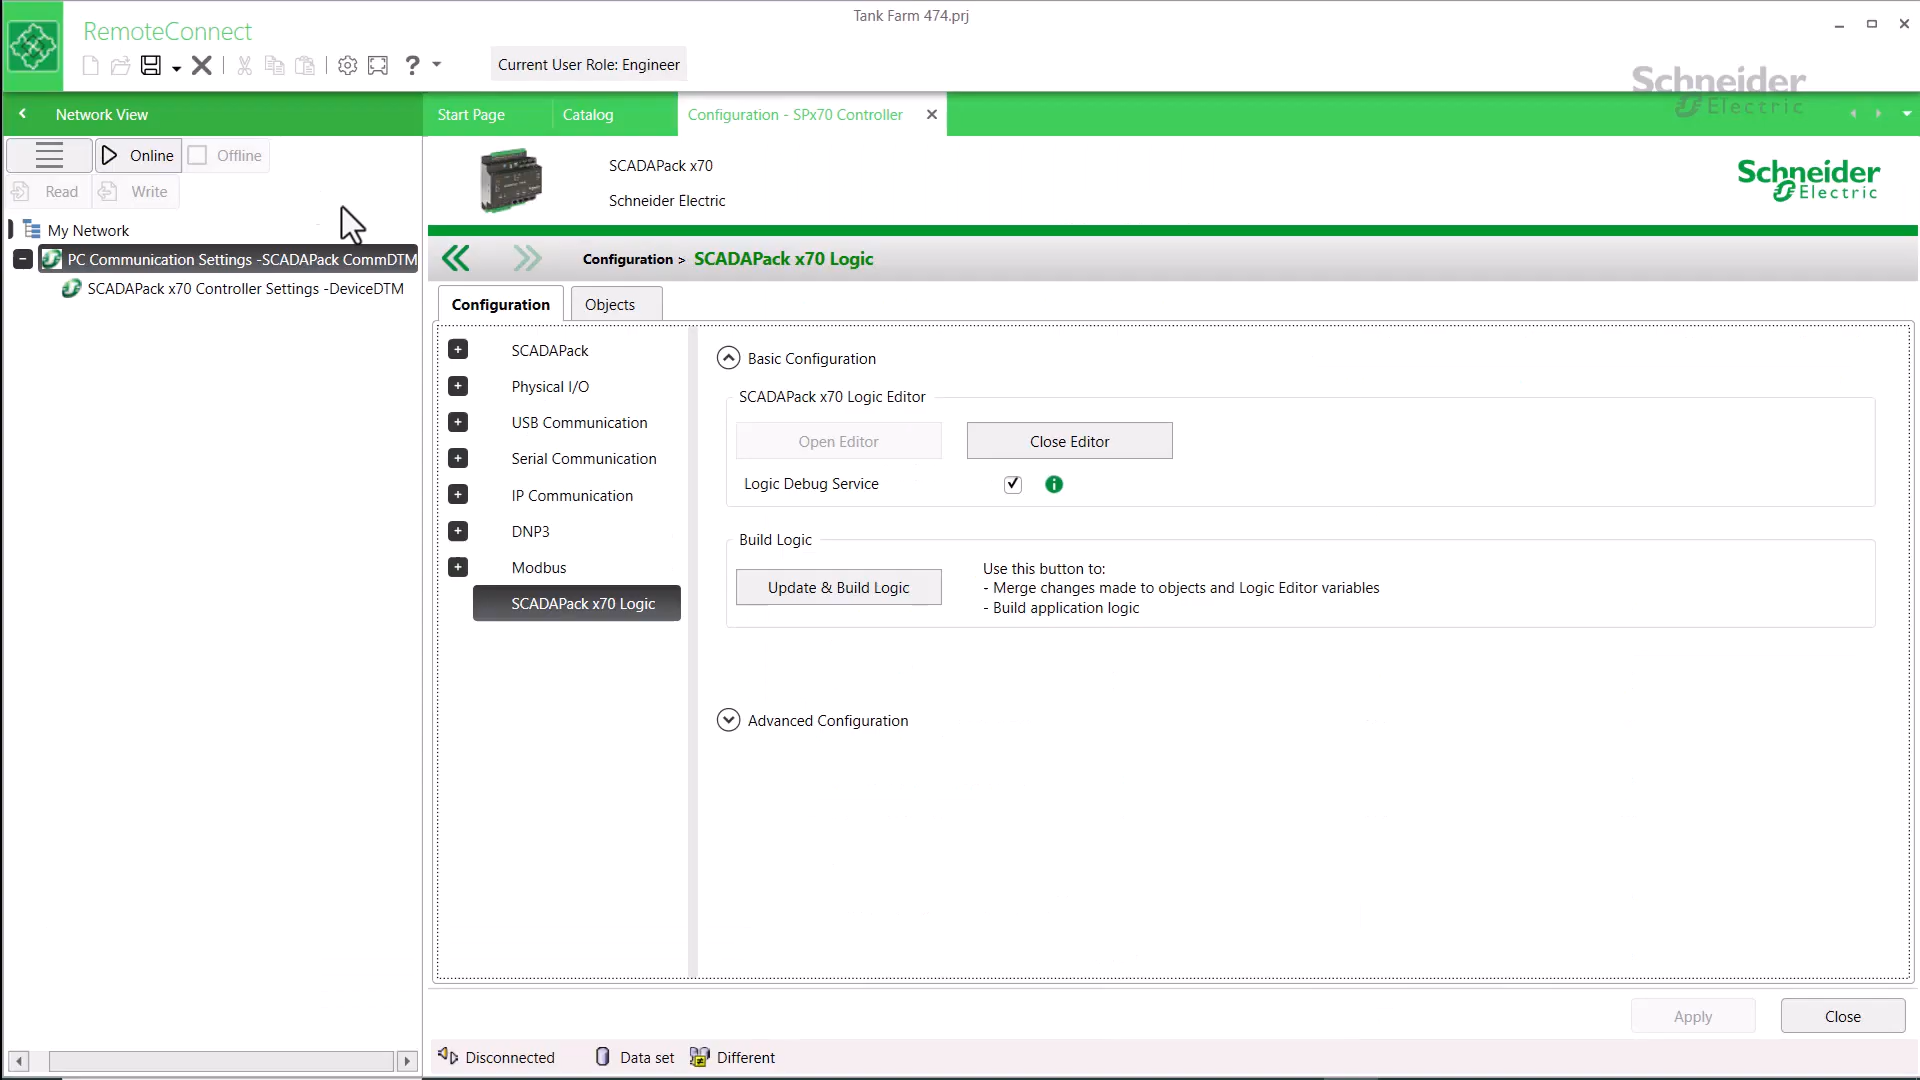 Tank Farm 474.prj
RemoteConnect
?
Current User Role: Engineer
Schneider
Electric
Network View
Start Page
Catalog
Configuration - SPx70 Controller
Online
Offline
SCADAPack x70
Schneider Electric
Schneider
Electric
Read
Write
My Network
PC Communication Settings -SCADAPack CommDTM
SCADAPack x70 Controller Settings -DeviceDTM
Configuration > SCADAPack x70 Logic
Configuration
Objects
SCADAPack
Physical I/O
USB Communication
Serial Communication
IP Communication
DNP3
Modbus
SCADAPack x70 Logic
Basic Configuration
SCADAPack x70 Logic Editor
Open Editor
Close Editor
Logic Debug Service
Build Logic
Update & Build Logic
Use this button to:
- Merge changes made to objects and Logic Editor variables
- Build application logic
Advanced Configuration
Apply
Close
Disconnected
Data set
Different